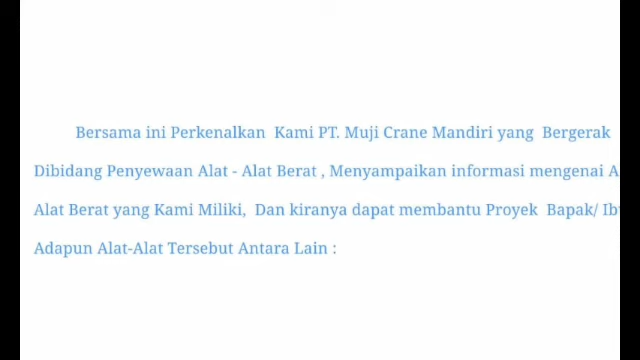 Bersama ini Perkenalkan Kami PT. Muji Crane Mandiri yang Bergerak
Dibidang Penyewaan Alat - Alat Berat , Menyampaikan informasi mengenai A
Alat Berat yang Kami Miliki, Dan kiranya dapat membantu Proyek Bapak/ Ib
Adapun Alat-Alat Tersebut Antara Lain :